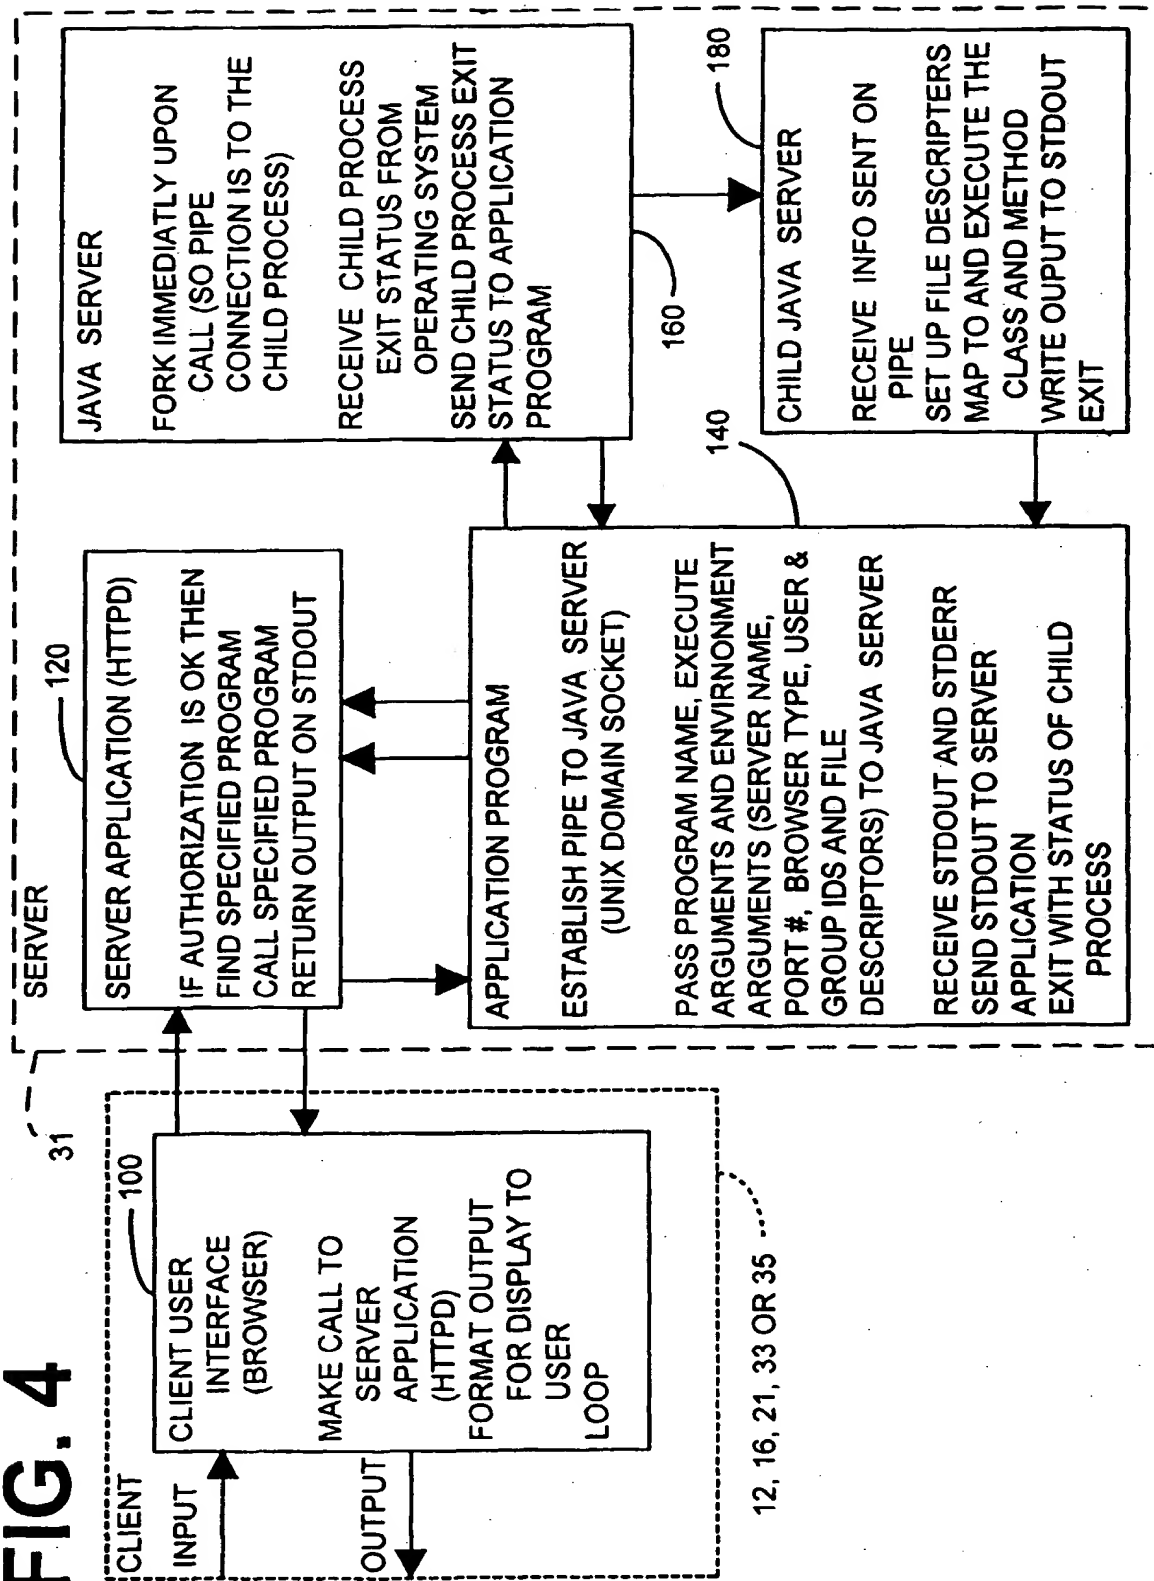 FIG. 4
CLIENT
INPUT
OUTPUT
100
CLIENT USER
INTERFACE
(BROWSER)
MAKE CALL TO
SERVER
APPLICATION
(HTTPD)
FORMAT OUTPUT
FOR DISPLAY TO
USER
LOOP
12, 16, 21, 33 OR 35
31
SERVER
120
SERVER APPLICATION (HTTPD)
IF AUTHORIZATION IS OK THEN
FIND SPECIFIED PROGRAM
CALL SPECIFIED PROGRAM
RETURN OUTPUT ON STDOUT
140
APPLICATION PROGRAM
ESTABLISH PIPE TO JAVA SERVER
(UNIX DOMAIN SOCKET)
PASS PROGRAM NAME, EXECUTE
ARGUMENTS AND ENVIRNONMENT
ARGUMENTS (SERVER NAME,
PORT #, BROWSER TYPE, USER &
GROUP IDS AND FILE
DESCRIPTORS) TO JAVA SERVER
RECEIVE STDOUT AND STDERR
SEND STDOUT TO SERVER
APPLICATION
EXIT WITH STATUS OF CHILD
PROCESS
JAVA SERVER
FORK IMMEDIATLY UPON
CALL (SO PIPE
CONNECTION IS TO THE
CHILD PROCESS)
RECEIVE CHILD PROCESS
EXIT STATUS FROM
OPERATING SYSTEM
SEND CHILD PROCESS EXIT
STATUS TO APPLICATION
PROGRAM
160
180
CHILD JAVA SERVER
RECEIVE INFO SENT ON
PIPE
SET UP FILE DESCRIPTERS
MAP TO AND EXECUTE THE
CLASS AND METHOD
WRITE OUPUT TO STDOUT
EXIT